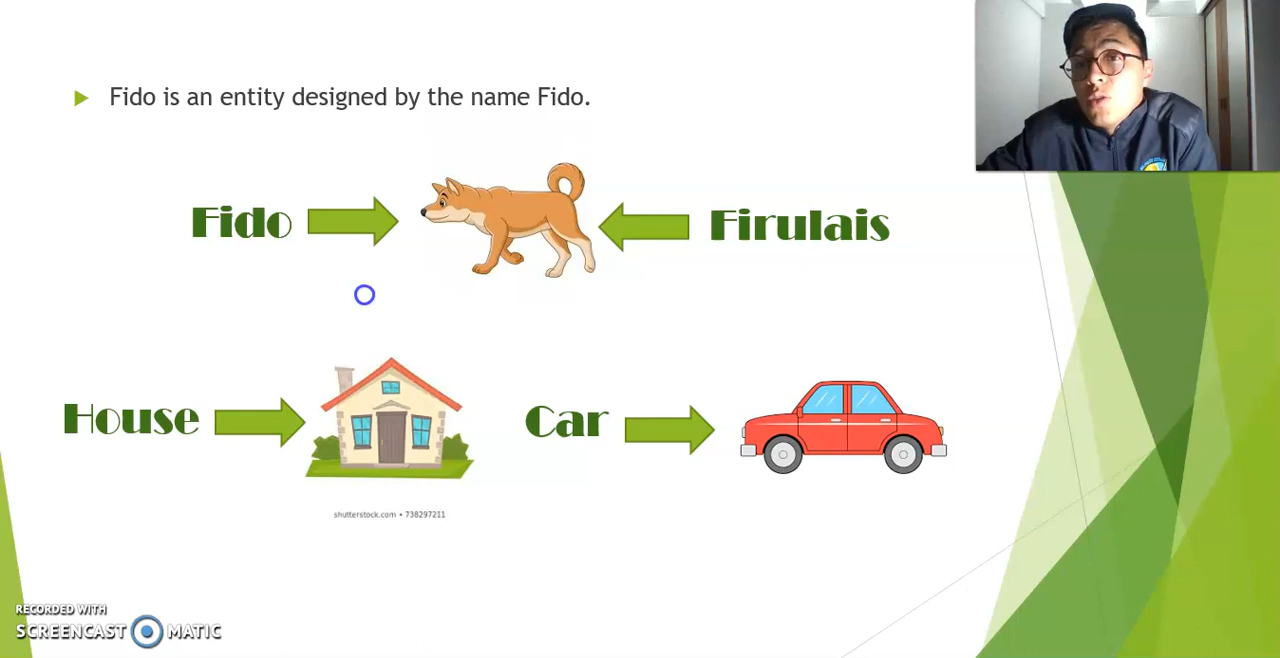 Fido is an entity designed by the name Fido.
Fido
Firulais
House
Car
shutterstock.com • 738297211
RECORDED WITH
SCREENCAST MATIC